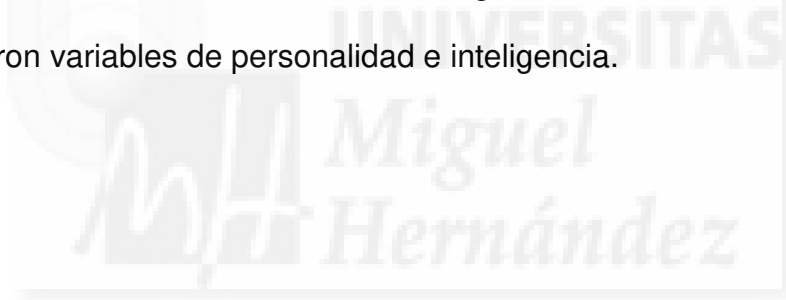 ron variables de personalidad e inteligencia.
UNIVERSITAS
Miguel
Hernández